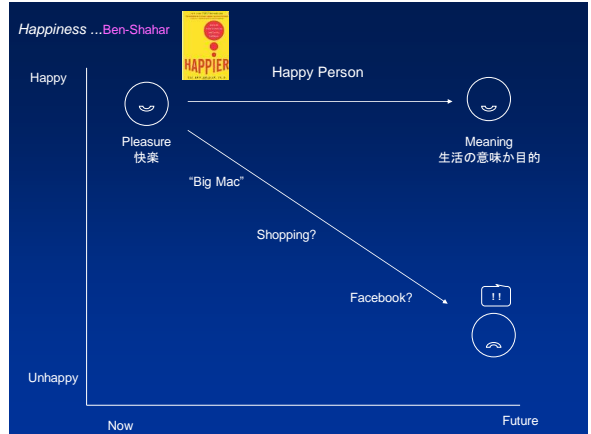 Happiness ...Ben-Shahar
HAPPIER
Happy
Happy Person
Pleasure
快楽
Meaning
生活の意味か目的
“Big Mac”
Shopping?
Facebook?
! !
Unhappy
Now
Future